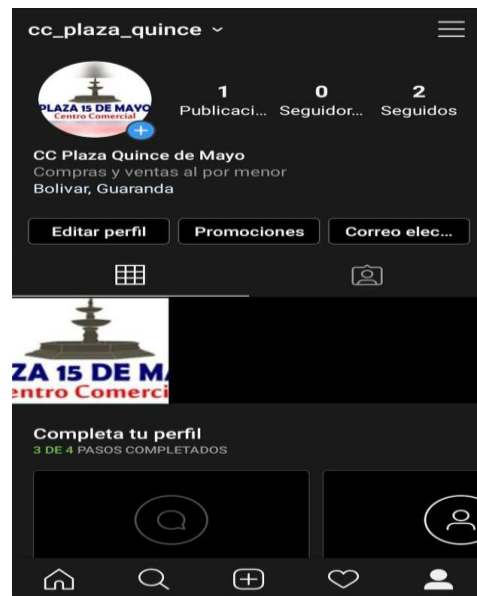 cc_plaza_quince
PLAZA 15 DE MAYO
Centro Comercial
1 0 2
Publicaci... Seguidor... Seguidos
CC Plaza Quince de Mayo
Compras y ventas al por menor
Bolivar, Guaranda
Editar perfil Promociones Correo elec...
ZA 15 DE MA
entro Comerci
Completa tu perfil
3 DE 4 PASOS COMPLETADOS